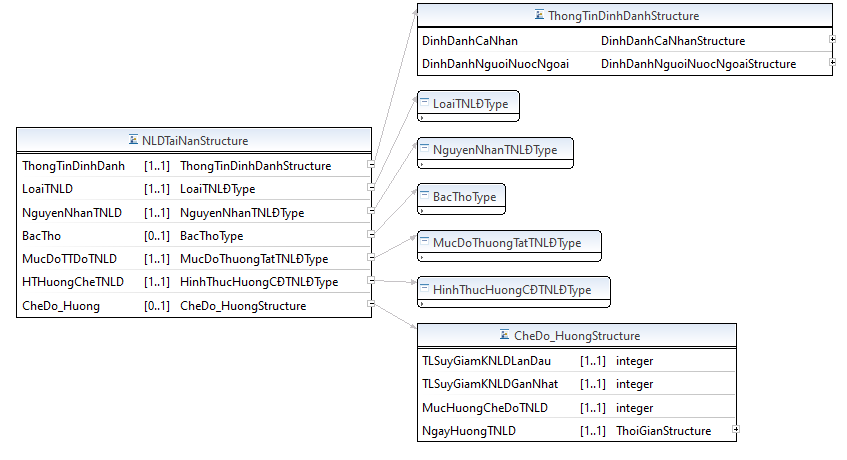 ThongTinDinhDanhStructure
DinhDanhCaNhan DinhDanhCaNhanStructure
DinhDanhNguoiNuocNgoai DinhDanhNguoiNuocNgoaiStructure
LoaiTNLĐType
NguyenNhanTNLĐType
BacThoType
MucDoThuongTatTNLĐType
HinhThucHuongCĐTNLĐType
NLDTaiNanStructure
ThongTinDinhDanh [1..1] ThongTinDinhDanhStructure
LoaiTNLD [1..1] LoaiTNLĐType
NguyenNhanTNLD [1..1] NguyenNhanTNLĐType
BacTho [0..1] BacThoType
MucDoTTDoTNLD [1..1] MucDoThuongTatTNLĐType
HTHuongCheTNLD [1..1] HinhThucHuongCĐTNLĐType
CheDo_Huong [0..1] CheDo_HuongStructure
CheDo_HuongStructure
TLSuyGiamKNLDLanDau [1..1] integer
TLSuyGiamKNLDGanNhat [1..1] integer
MucHuongCheDoTNLD [1..1] integer
NgayHuongTNLD [1..1] ThoiGianStructure